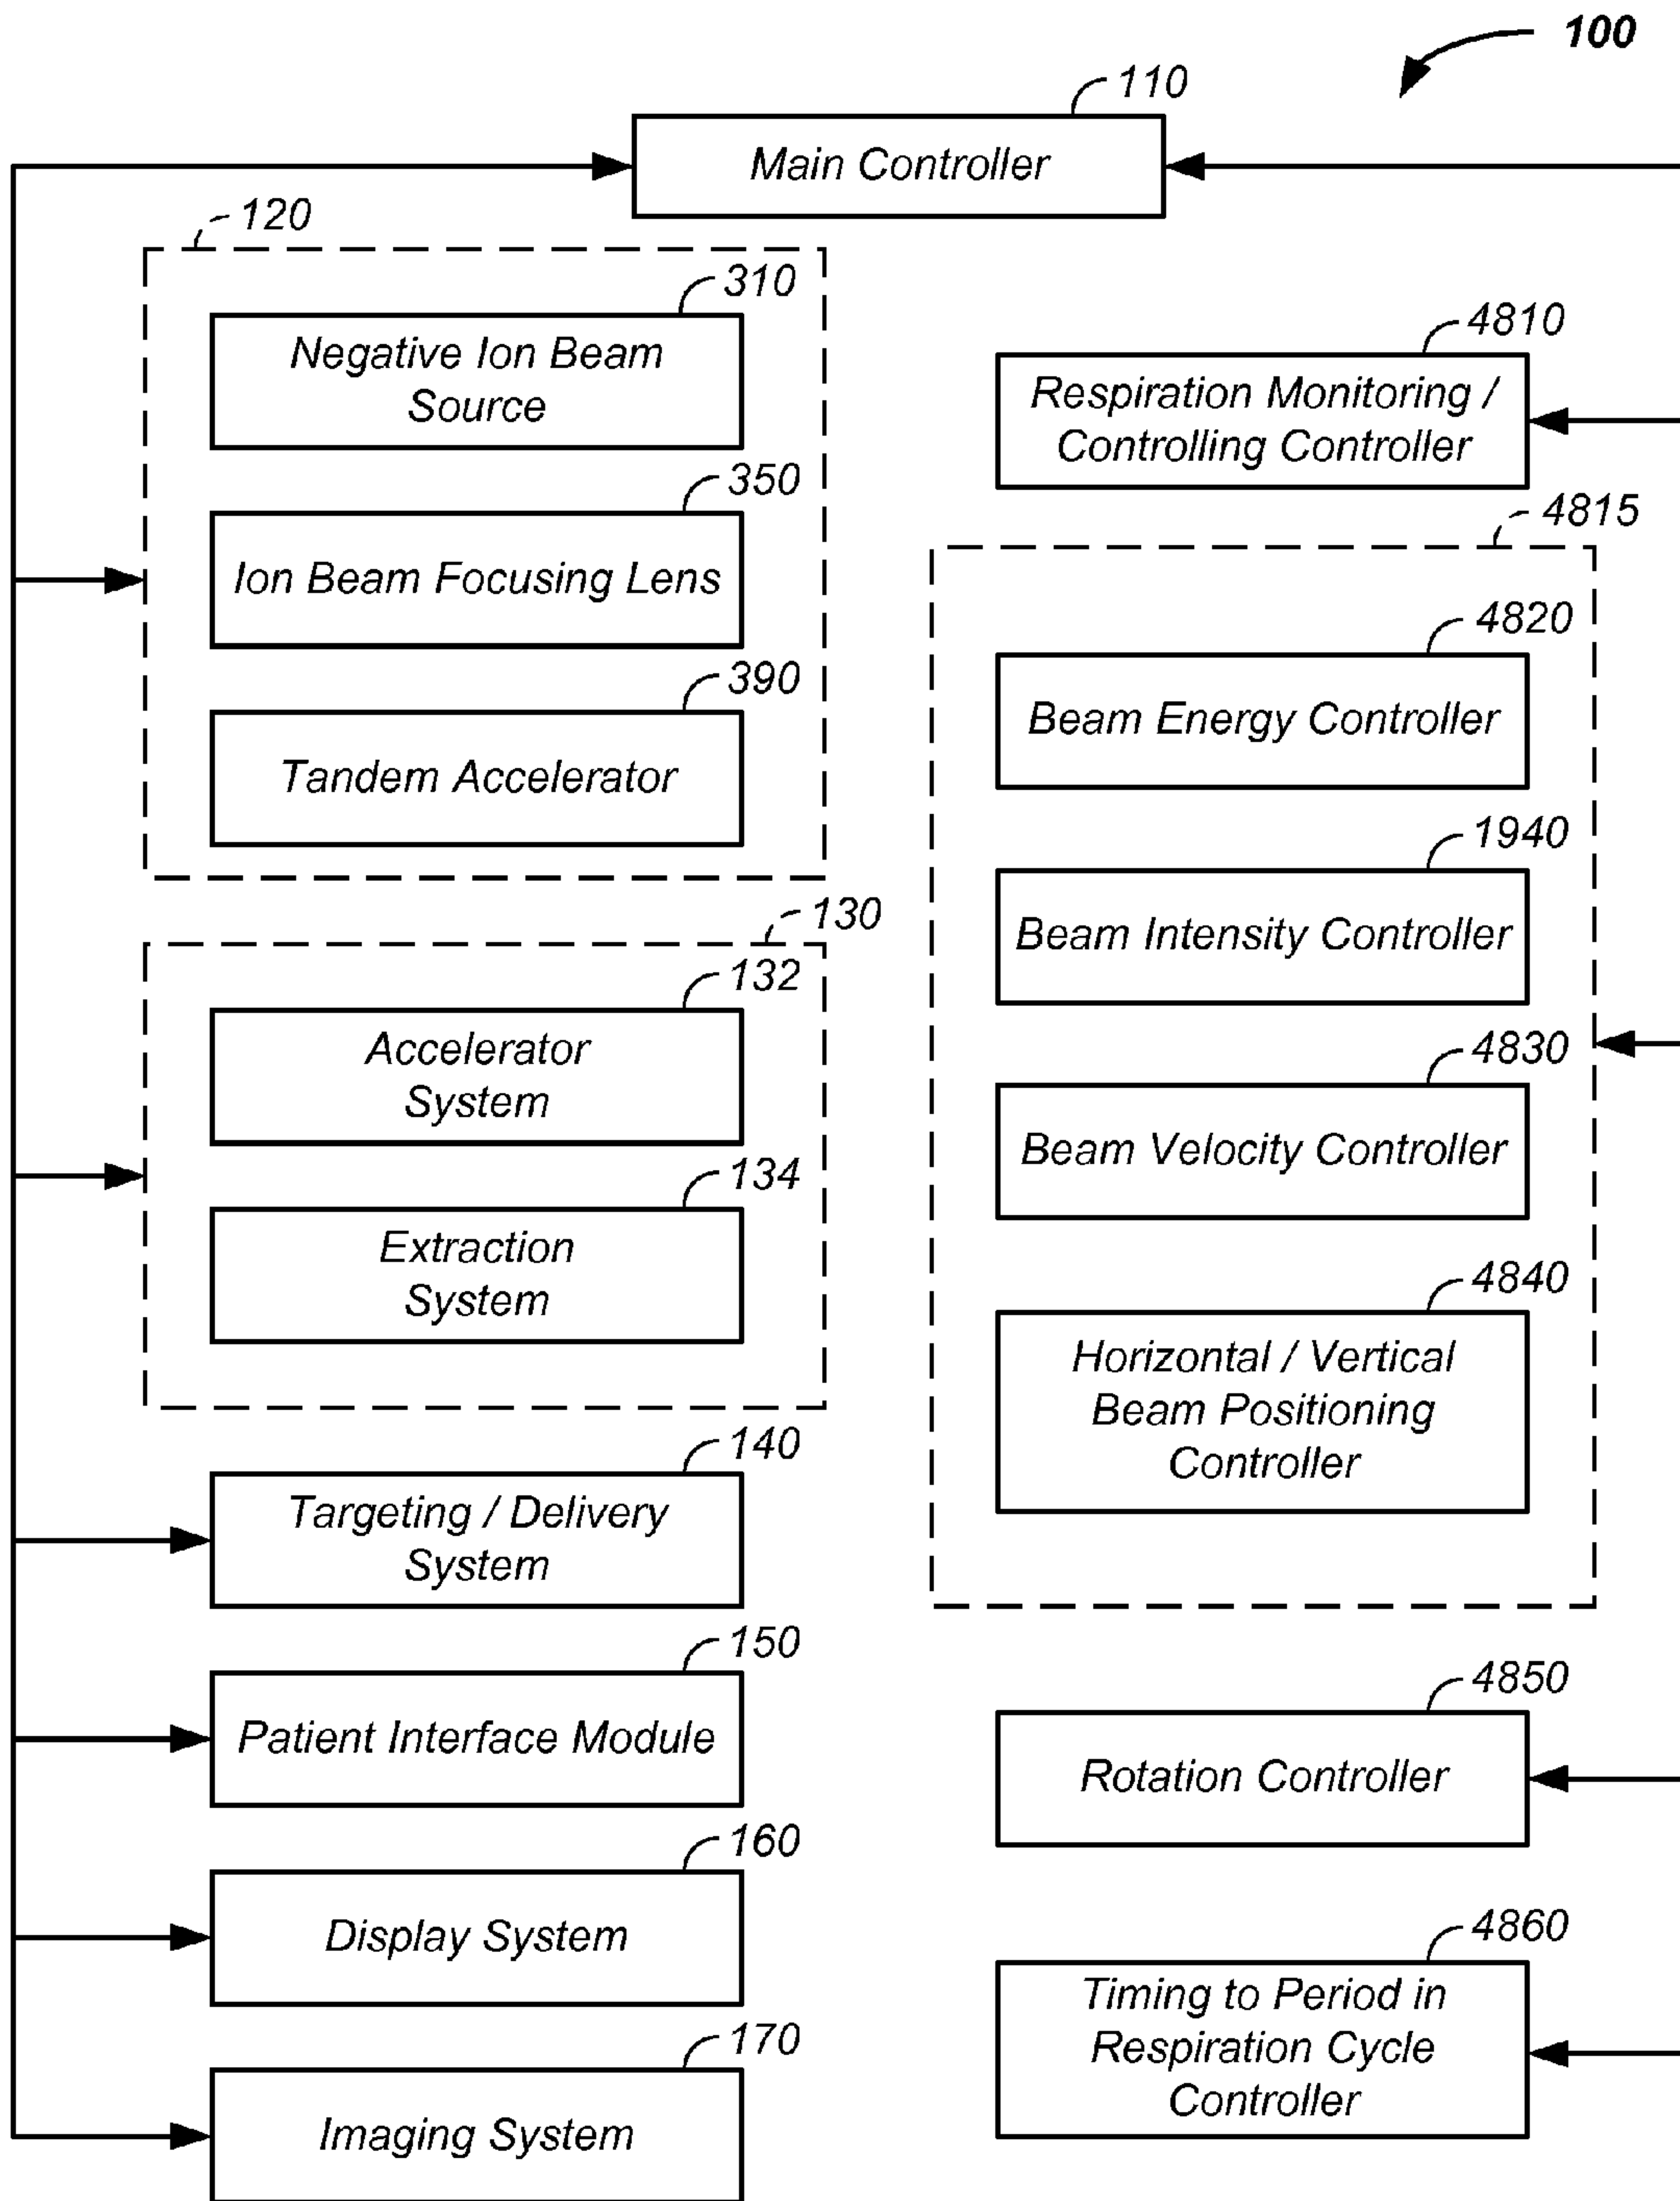 100
110
Main Controller
120
310
Negative Ion Beam
Source
350
Ion Beam Focusing Lens
390
Tandem Accelerator
130
132
Accelerator
System
134
Extraction
System
140
Targeting / Delivery
System
150
Patient Interface Module
160
Display System
170
Imaging System
4810
Respiration Monitoring /
Controlling Controller
4815
4820
Beam Energy Controller
1940
Beam Intensity Controller
4830
Beam Velocity Controller
4840
Horizontal / Vertical
Beam Positioning
Controller
4850
Rotation Controller
4860
Timing to Period in
Respiration Cycle
Controller